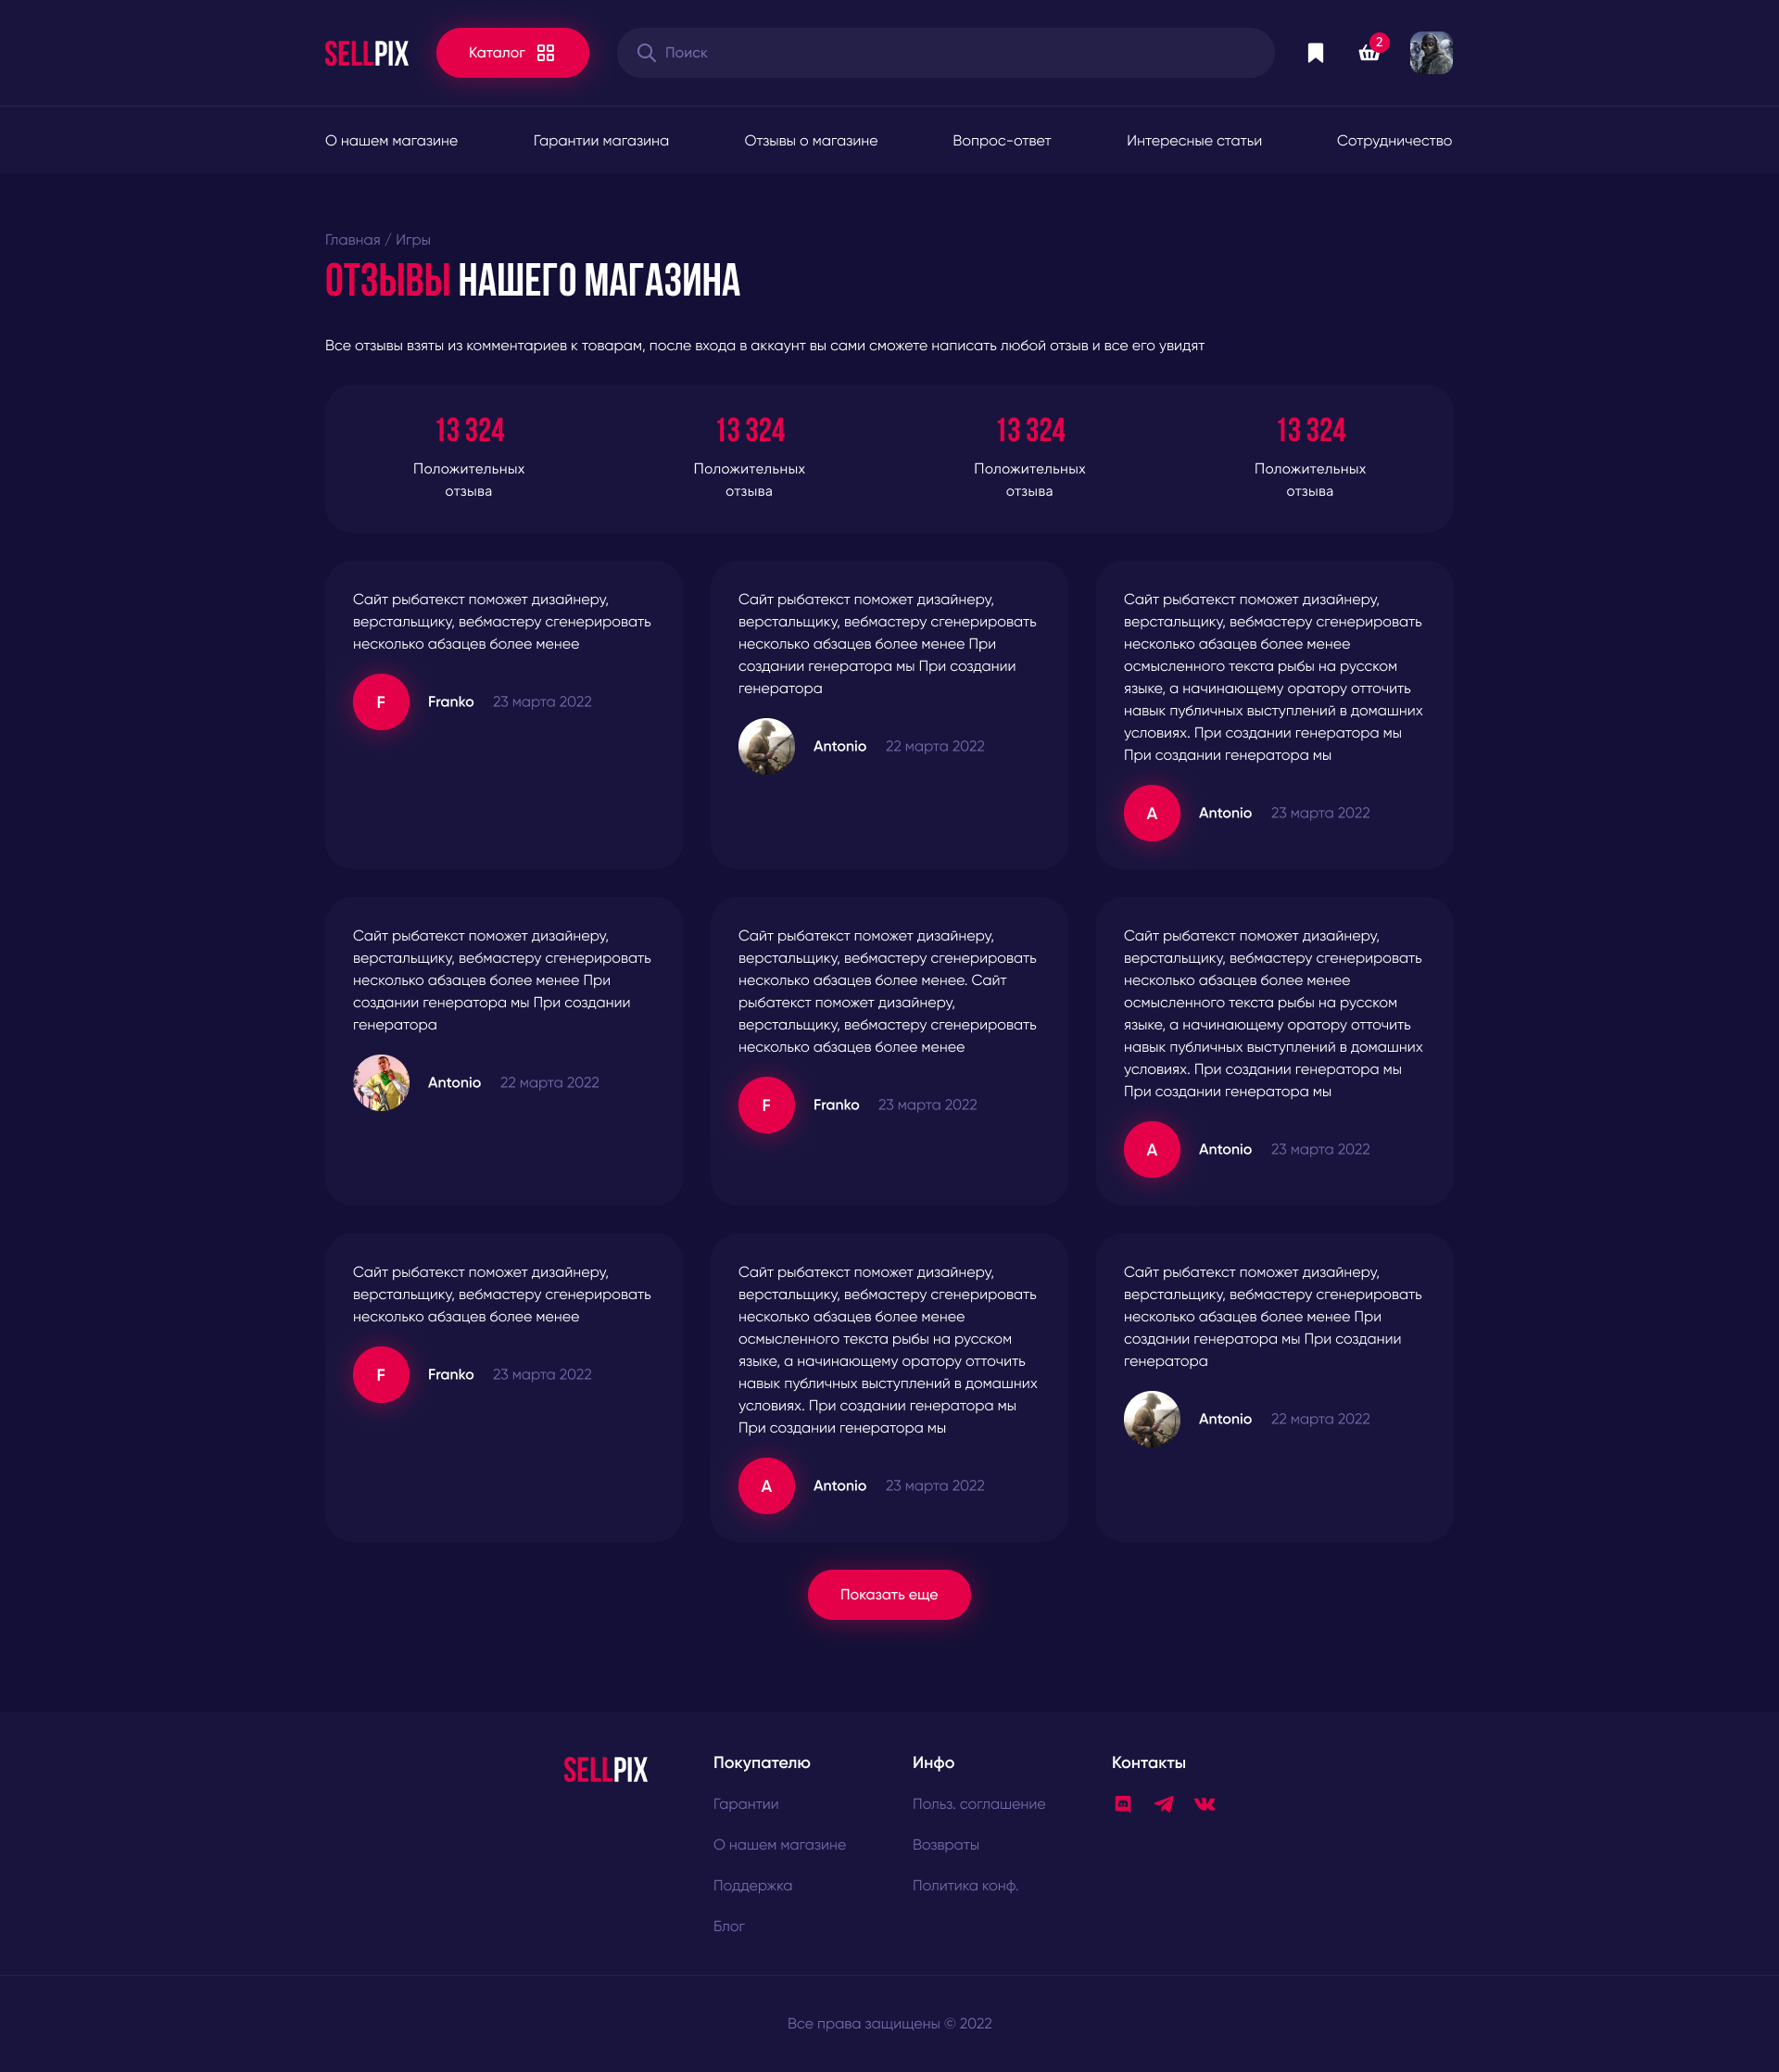 SELLPIX
Каталог
Поиск
2
О нашем магазине
Гарантии магазина
Отзывы о магазине
Вопрос-ответ
Интересные статьи
Сотрудничество
Главная / Игры
ОТЗЫВЫ НАШЕГО МАГАЗИНА
Все отзывы взяты из комментариев к товарам, после входа в аккаунт вы сами сможете написать любой отзыв и все его увидят
13 324
Положительных
отзыва
13 324
Положительных
отзыва
13 324
Положительных
отзыва
13 324
Положительных
отзыва
Сайт рыбатекст поможет дизайнеру,
верстальщику, вебмастеру сгенерировать
несколько абзацев более менее
F
Franko
23 марта 2022
Сайт рыбатекст поможет дизайнеру,
верстальщику, вебмастеру сгенерировать
несколько абзацев более менее При
создании генератора мы При создании
генератора
Antonio
22 марта 2022
Сайт рыбатекст поможет дизайнеру,
верстальщику, вебмастеру сгенерировать
несколько абзацев более менее
осмысленного текста рыбы на русском
языке, а начинающему оратору отточить
навык публичных выступлений в домашних
условиях. При создании генератора мы
При создании генератора мы
A
Antonio
23 марта 2022
Сайт рыбатекст поможет дизайнеру,
верстальщику, вебмастеру сгенерировать
несколько абзацев более менее При
создании генератора мы При создании
генератора
Antonio
22 марта 2022
Сайт рыбатекст поможет дизайнеру,
верстальщику, вебмастеру сгенерировать
несколько абзацев более менее. Сайт
рыбатекст поможет дизайнеру,
верстальщику, вебмастеру сгенерировать
несколько абзацев более менее
F
Franko
23 марта 2022
Сайт рыбатекст поможет дизайнеру,
верстальщику, вебмастеру сгенерировать
несколько абзацев более менее
осмысленного текста рыбы на русском
языке, а начинающему оратору отточить
навык публичных выступлений в домашних
условиях. При создании генератора мы
При создании генератора мы
A
Antonio
23 марта 2022
Сайт рыбатекст поможет дизайнеру,
верстальщику, вебмастеру сгенерировать
несколько абзацев более менее
F
Franko
23 марта 2022
Сайт рыбатекст поможет дизайнеру,
верстальщику, вебмастеру сгенерировать
несколько абзацев более менее
осмысленного текста рыбы на русском
языке, а начинающему оратору отточить
навык публичных выступлений в домашних
условиях. При создании генератора мы
При создании генератора мы
A
Antonio
23 марта 2022
Сайт рыбатекст поможет дизайнеру,
верстальщику, вебмастеру сгенерировать
несколько абзацев более менее При
создании генератора мы При создании
генератора
Antonio
22 марта 2022
Показать еще
SELLPIX
Покупателю
Гарантии
О нашем магазине
Поддержка
Блог
Инфо
Польз. соглашение
Возвраты
Политика конф.
Контакты
Все права защищены © 2022